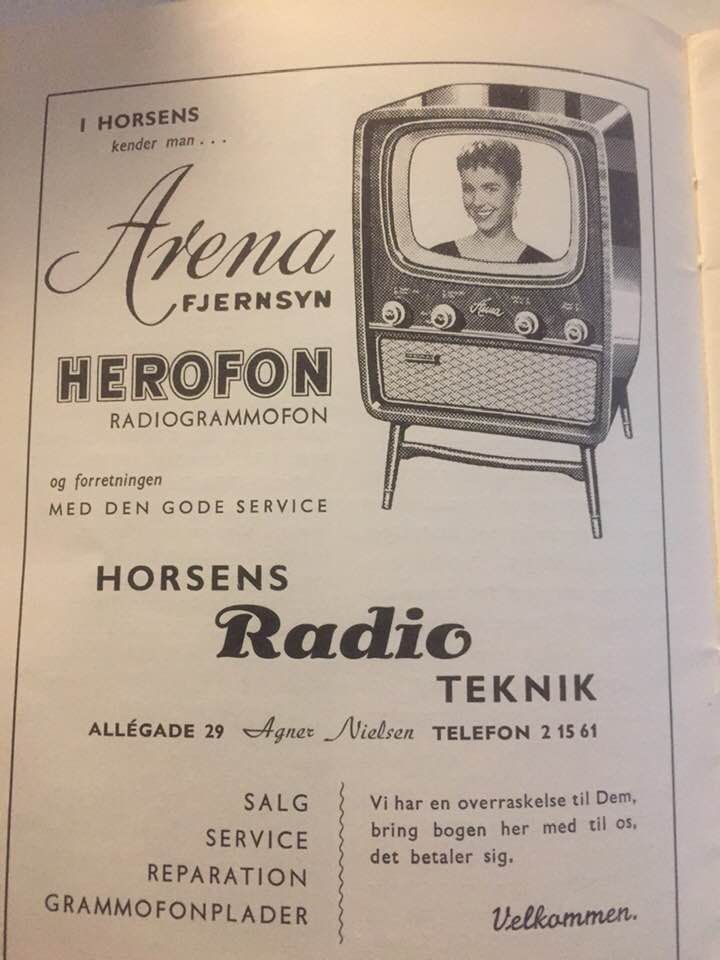 I HORSENS
kender man...
Arena
FJERNSYN
HEROFON
RADIOGRAMMOFON
og forretningen
MED DEN GODE SERVICE
Arena
HORSENS
Radio
TEKNIK
ALLÉGADE 29 Agner Nielsen TELEFON 2 15 61
SALG
SERVICE
REPARATION
GRAMMOFONPLADER
Vi har en overraskelse til Dem,
bring bogen her med til os,
det betaler sig.
Velkommen.